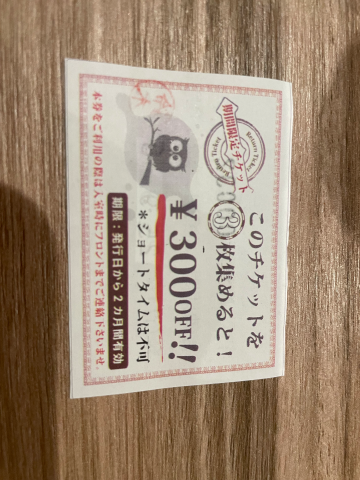 期間限定チケット
Return Ticket
このチケットを
3枚集めると！
￥3000OFF!!
＊ショートタイムは不可
期限：発行日から２カ月間有効
本券をご利用の際は入室時にフロントまでご連絡下さいませ